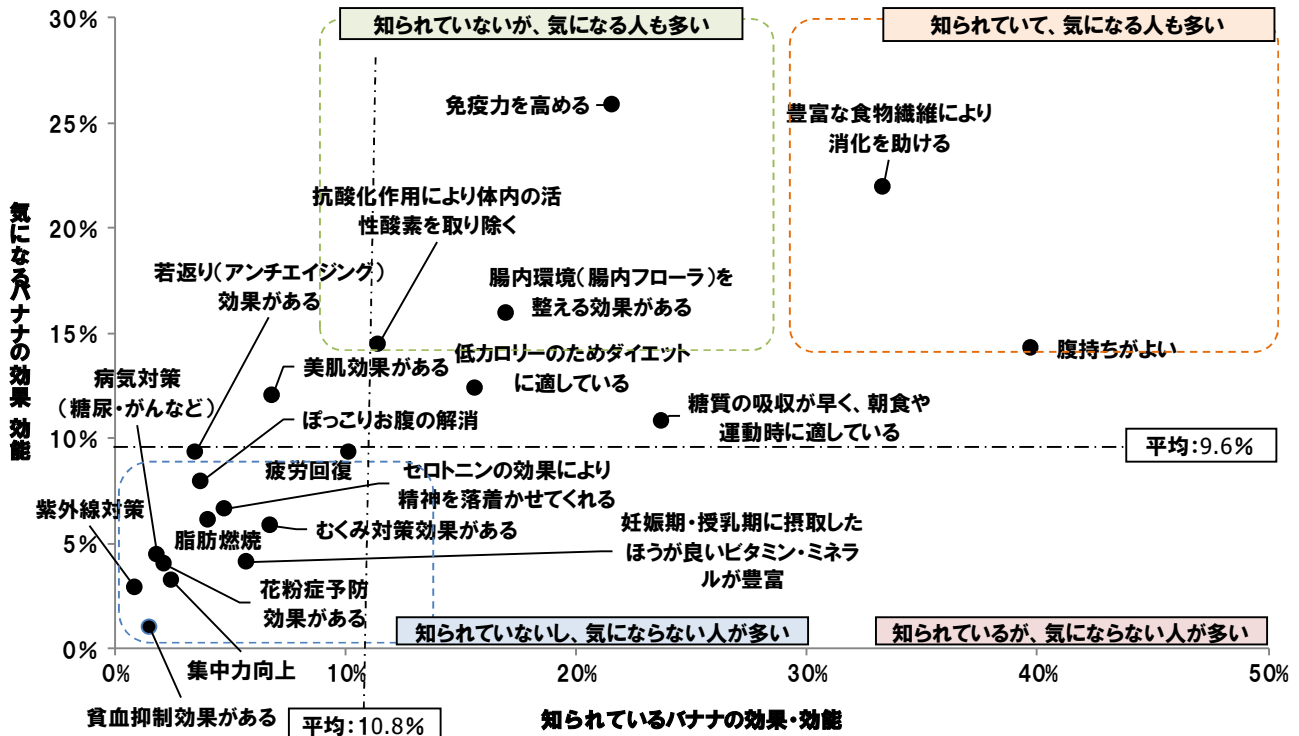 30%
25%
20%
15%
10%
5%
0%
気になるバナナの効果 効能
知られていないが、気になる人も多い
知られていて、気になる人も多い
免疫力を高める
豊富な食物繊維により
消化を助ける
抗酸化作用により体内の活
性酸素を取り除く
若返り(アンチエイジング)
効果がある
腸内環境(腸内フローラ)を
整える効果がある
低カロリーのためダイエット
に適している
腹持ちがよい
美肌効果がある
病気対策
(糖尿・がんなど)
ぽっこりお腹の解消
糖質の吸収が早く、朝食や
運動時に適している
平均:9.6%
疲労回復
セロトニンの効果により
精神を落着かせてくれる
紫外線対策
脂肪燃焼
むくみ対策効果がある
妊娠期・授乳期に摂取した
ほうが良いビタミン・ミネラ
ルが豊富
花粉症予防
効果がある
知られていないし、気にならない人が多い
知られているが、気にならない人が多い
集中力向上
貧血抑制効果がある
0%
10%
20%
30%
40%
50%
平均:10.8%
知られているバナナの効果・効能